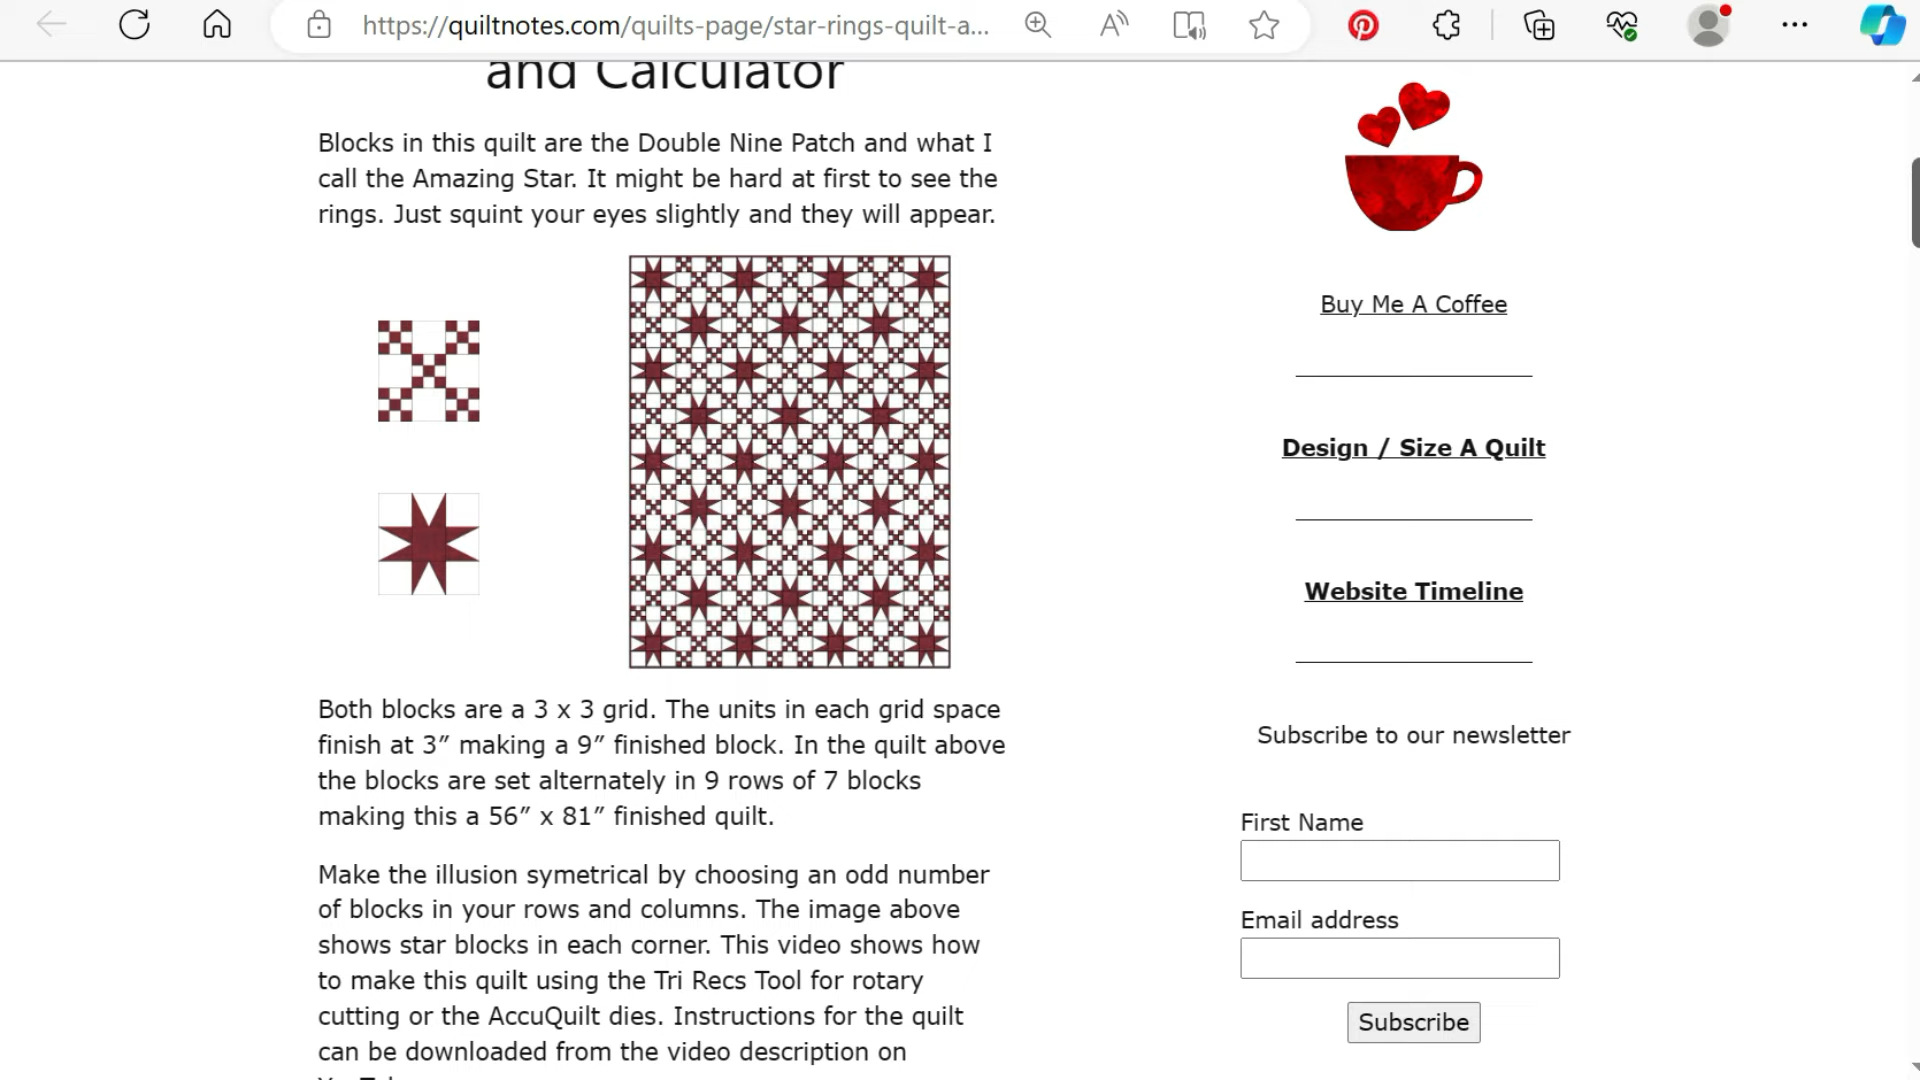 https://quiltnotes.com/quilts-page/star-rings-quilt-a...
and Calculator
Blocks in this quilt are the Double Nine Patch and what I
call the Amazing Star. It might be hard at first to see the
rings. Just squint your eyes slightly and they will appear.
Both blocks are a 3 x 3 grid. The units in each grid space
finish at 3″ making a 9″ finished block. In the quilt above
the blocks are set alternately in 9 rows of 7 blocks
making this a 56″ x 81″ finished quilt.
Make the illusion symetrical by choosing an odd number
of blocks in your rows and columns. The image above
shows star blocks in each corner. This video shows how
to make this quilt using the Tri Recs Tool for rotary
cutting or the AccuQuilt dies. Instructions for the quilt
can be downloaded from the video description on
Buy Me A Coffee
Design / Size A Quilt
Website Timeline
Subscribe to our newsletter
First Name
Email address
Subscribe